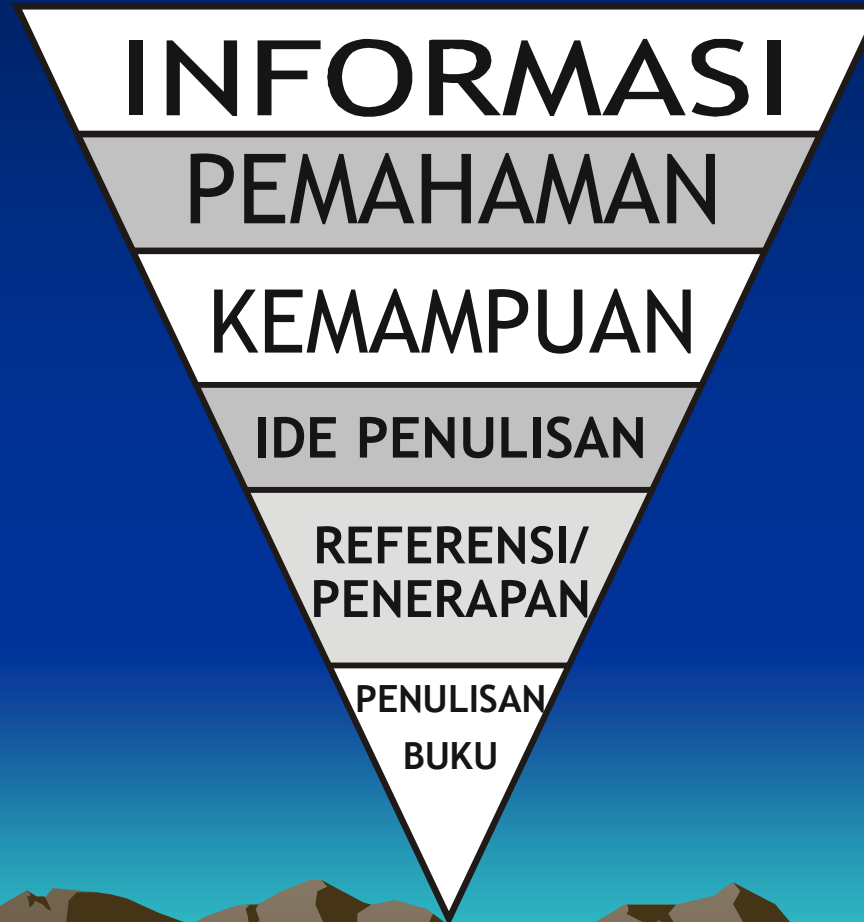 INFORMASI
PEMAHAMAN
KEMAMPUAN
IDE PENULISAN
REFERENSI/
PENERAPAN
PENULISAN
BUKU